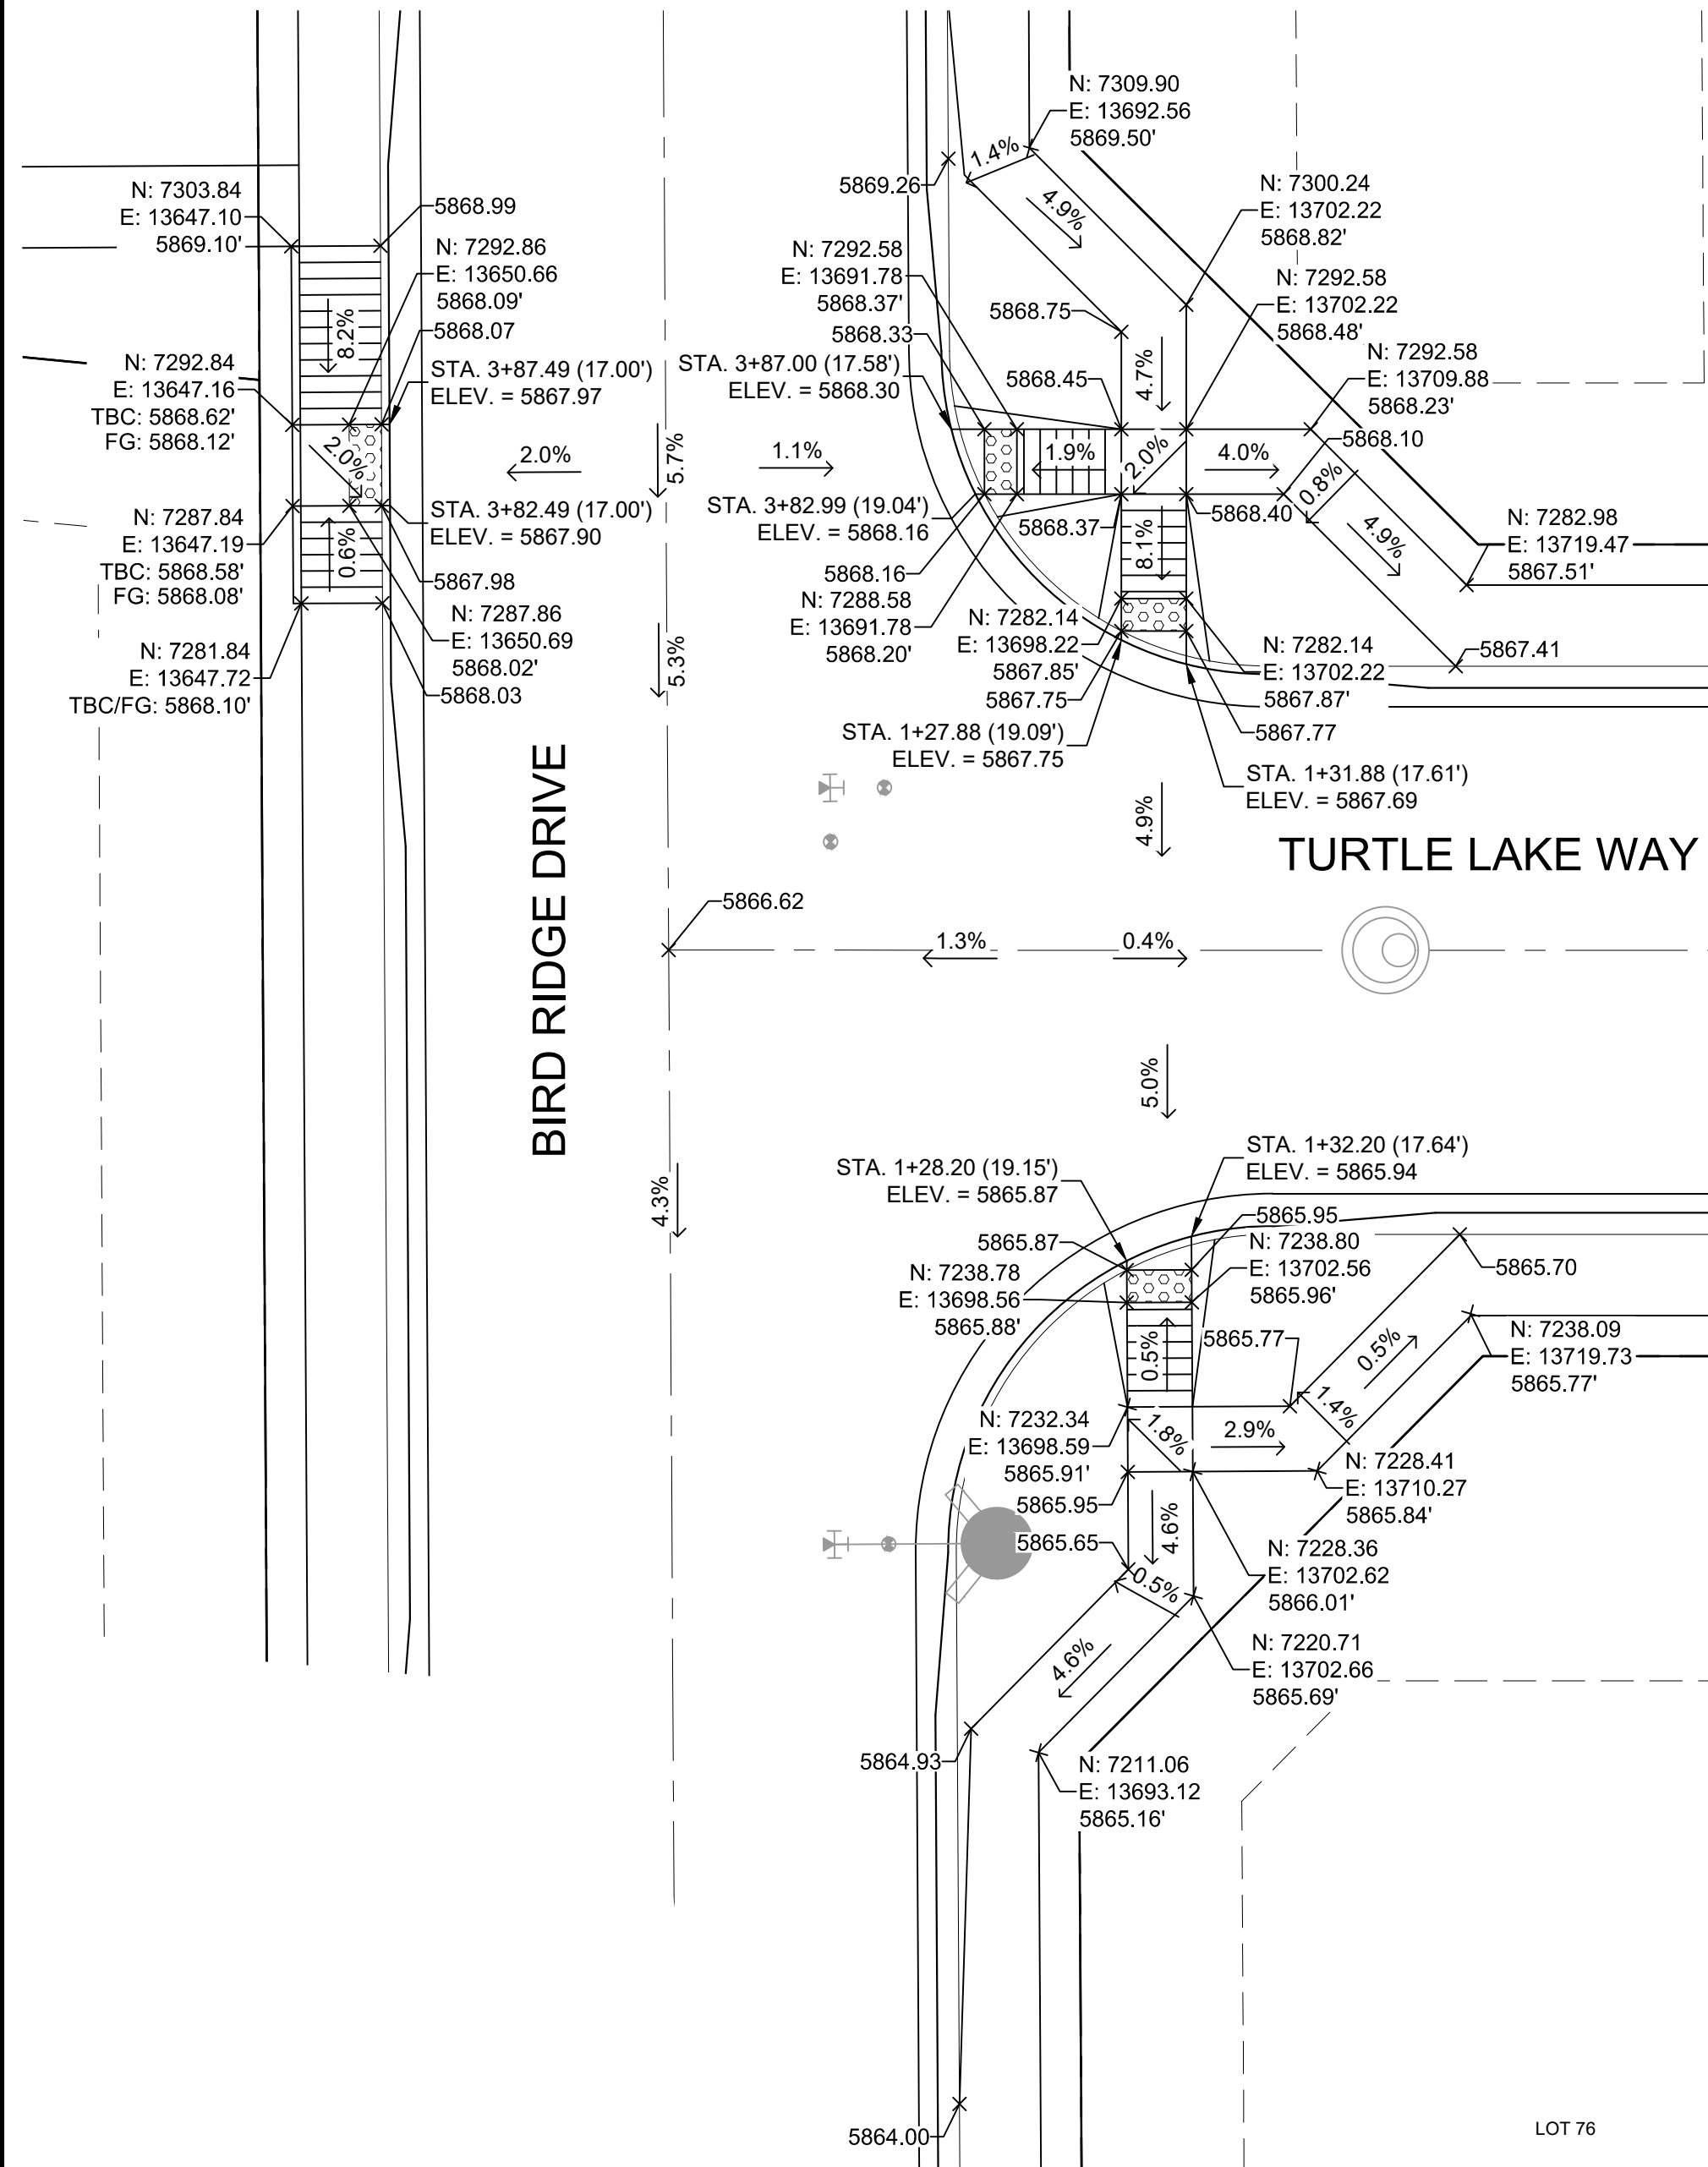 N: 7309.90
E: 13692.56
5869.50'
1.4%
5869.26
4.9%
N: 7300.24
E: 13702.22
5868.82'
N: 7303.84
E: 13647.10
5869.10'
5868.99
N: 7292.86
E: 13650.66
5868.09'
5868.07
8.2%
N: 7292.84
E: 13647.16
TBC: 5868.62'
FG: 5868.12'
STA. 3+87.49 (17.00')
ELEV. = 5867.97
2.0%
N: 7287.84
E: 13647.19
TBC: 5868.58'
FG: 5868.08'
0.6%
STA. 3+82.49 (17.00')
ELEV. = 5867.90
5867.98
N: 7287.86
E: 13650.69
5868.02'
5868.03
N: 7281.84
E: 13647.72
TBC/FG: 5868.10'
2.0%
5.7%
1.1%
5.3%
N: 7292.58
E: 13691.78
5868.37'
5868.33
STA. 3+87.00 (17.58')
ELEV. = 5868.30
5868.75
5868.45
4.7%
N: 7292.58
E: 13702.22
5868.48'
N: 7292.58
E: 13709.88
5868.23'
5868.10
1.9%
2.0%
4.0%
0.8%
4.9%
STA. 3+82.99 (19.04')
ELEV. = 5868.16
5868.37
5868.40
N: 7282.98
E: 13719.47
5867.51'
8.1%
5868.16
N: 7288.58
E: 13691.78
5868.20'
N: 7282.14
E: 13698.22
5867.85'
5867.75
N: 7282.14
E: 13702.22
5867.87'
5867.41
5867.77
STA. 1+27.88 (19.09')
ELEV. = 5867.75
STA. 1+31.88 (17.61')
ELEV. = 5867.69
BIRD RIDGE DRIVE
4.9%
TURTLE LAKE WAY
5866.62
1.3%
0.4%
5.0%
4.3%
STA. 1+28.20 (19.15')
ELEV. = 5865.87
STA. 1+32.20 (17.64')
ELEV. = 5865.94
5865.87
5865.95
N: 7238.80
E: 13702.56
5865.96'
5865.70
N: 7238.78
E: 13698.56
5865.88'
0.5%
5865.77
0.5%
N: 7238.09
E: 13719.73
5865.77'
1.4%
N: 7232.34
E: 13698.59
5865.91'
1.8%
2.9%
N: 7228.41
E: 13710.27
5865.84'
5865.95
4.6%
5865.65
0.5%
N: 7228.36
E: 13702.62
5866.01'
4.6%
N: 7220.71
E: 13702.66
5865.69'
5864.93
N: 7211.06
E: 13693.12
5865.16'
5864.00
LOT 76